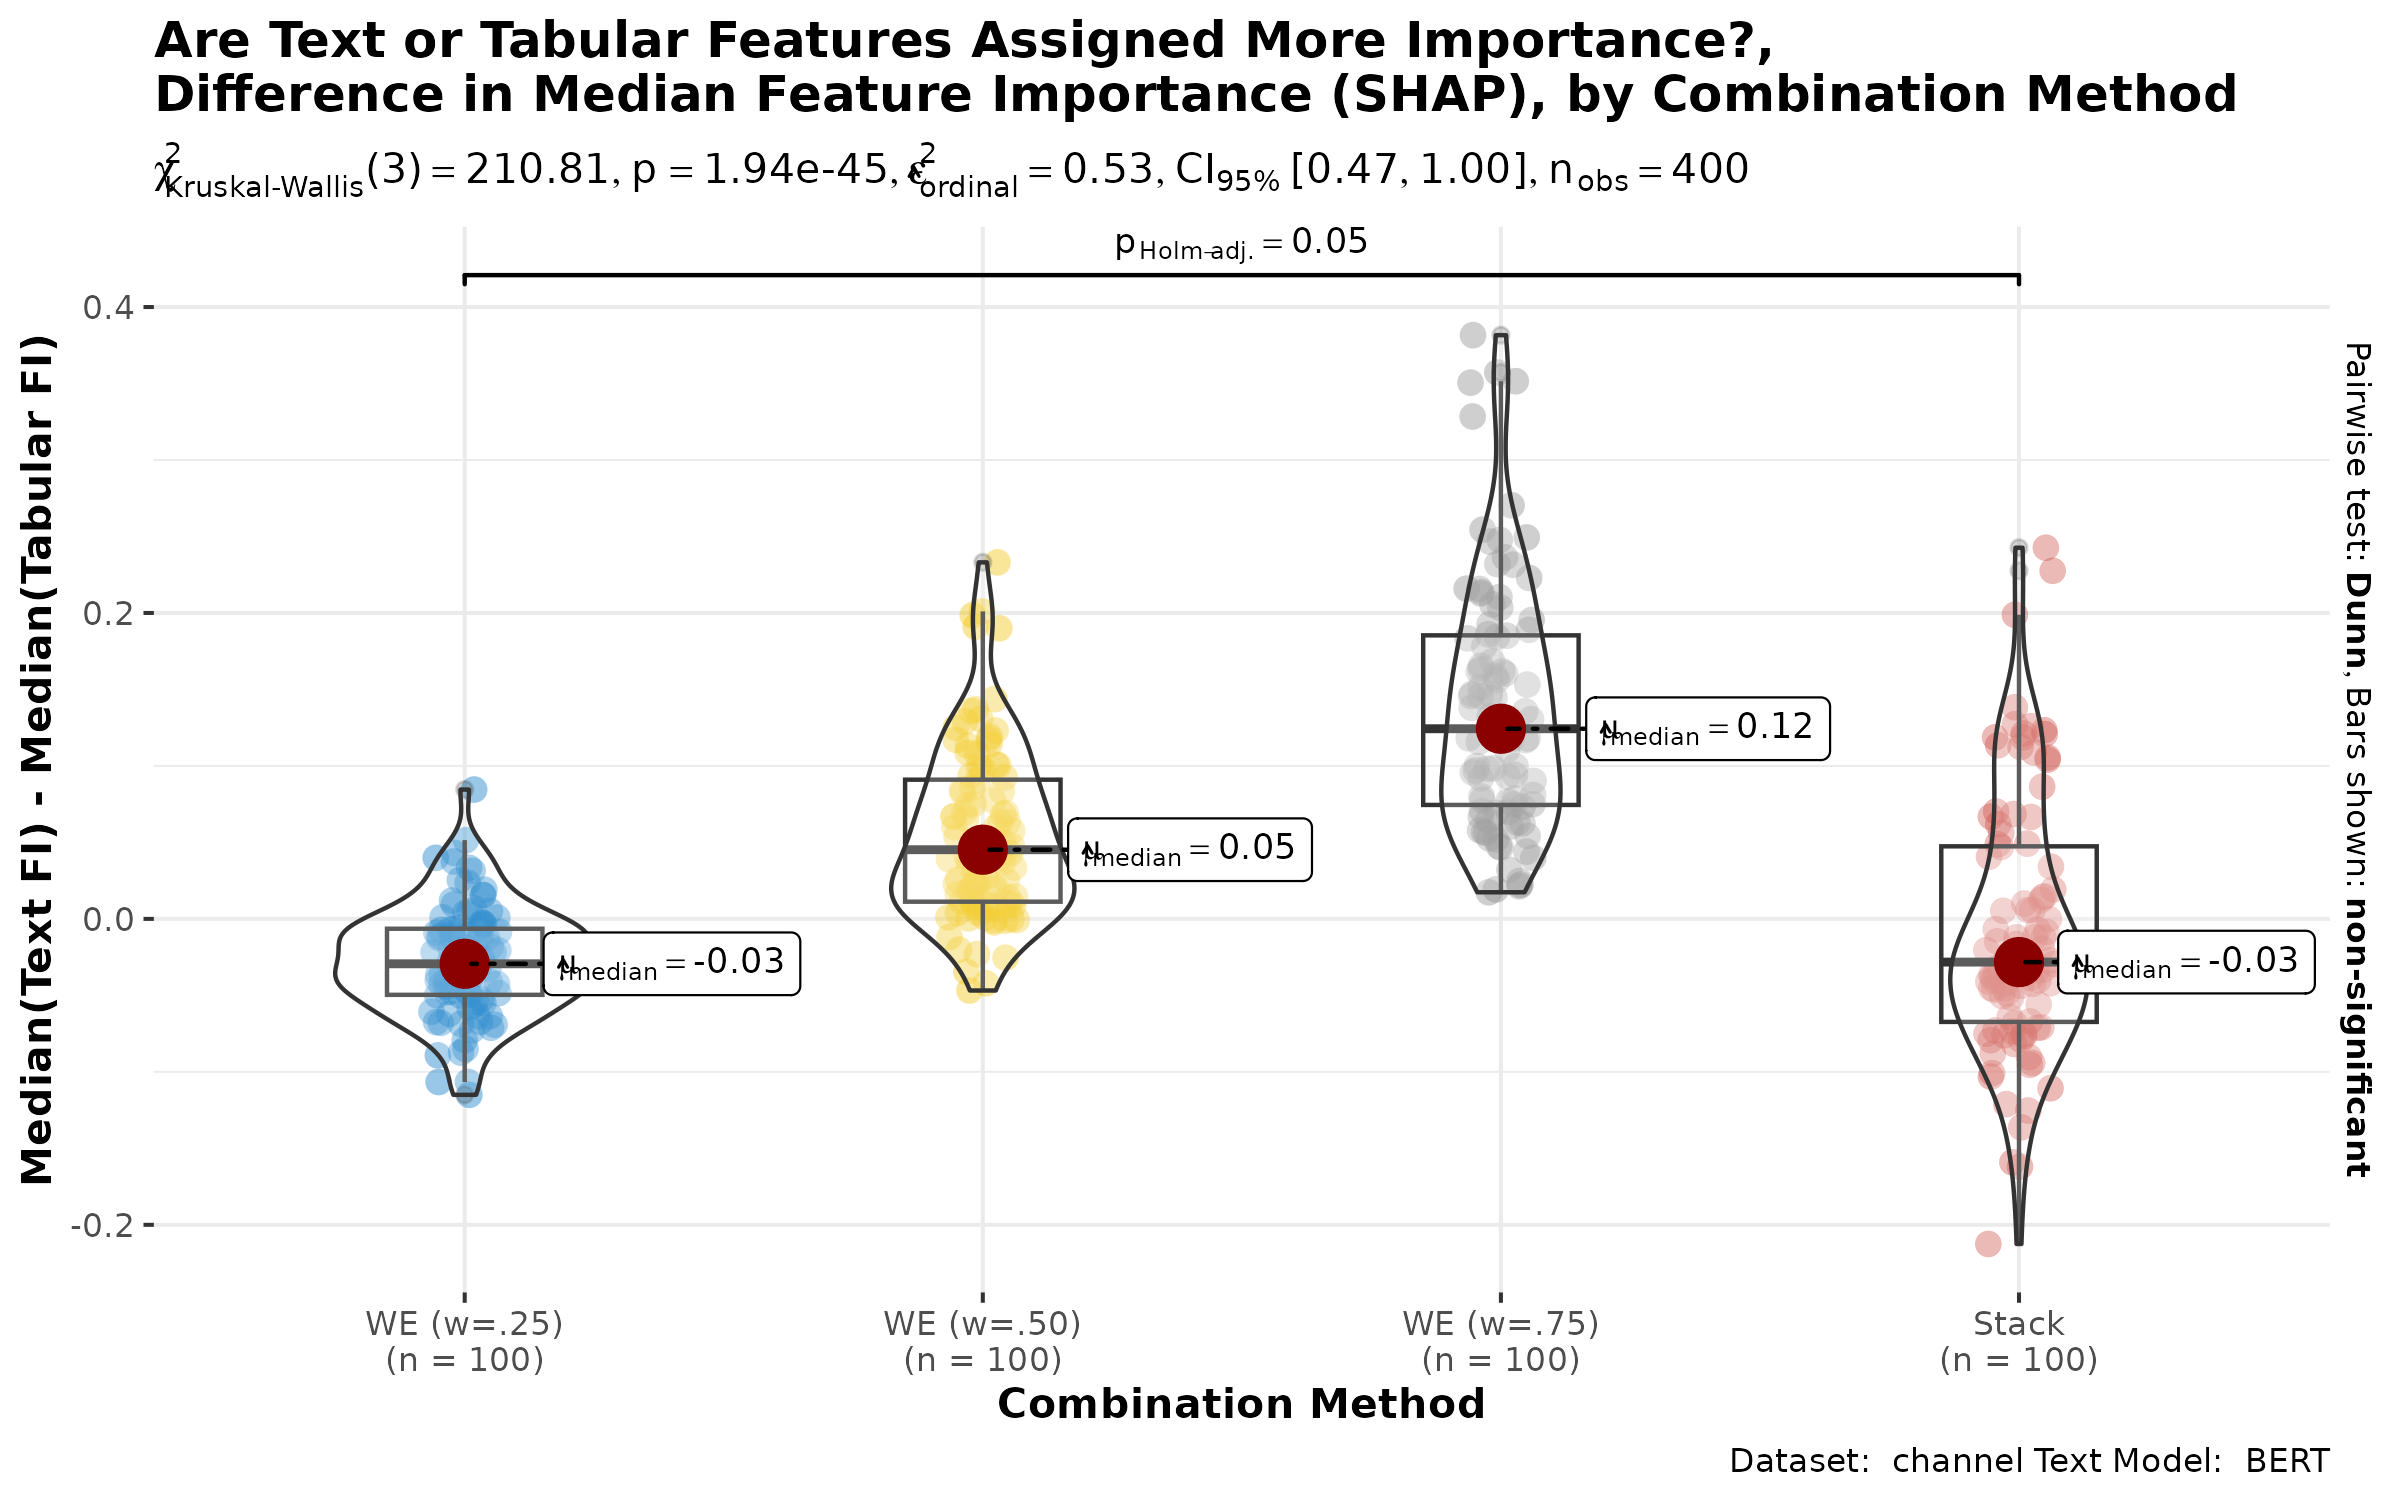 Are Text or Tabular Features Assigned More Importance?,
Difference in Median Feature Importance (SHAP), by Combination Method
χ²Kruskal-Wallis(3) = 210.81, p = 1.94e-45, ε²ordinal = 0.53, CI95% [0.47, 1.00], nobs = 400
pHolm-adj. = 0.05
0.4
0.2
0.0
-0.2
Median(Text FI) - Median(Tabular FI)
μ̂median = -0.03
μ̂median = 0.05
μ̂median = 0.12
μ̂median = -0.03
Pairwise test: Dunn, Bars shown: non-significant
WE (w=.25)
(n = 100)
WE (w=.50)
(n = 100)
WE (w=.75)
(n = 100)
Stack
(n = 100)
Combination Method
Dataset:  channel Text Model:  BERT